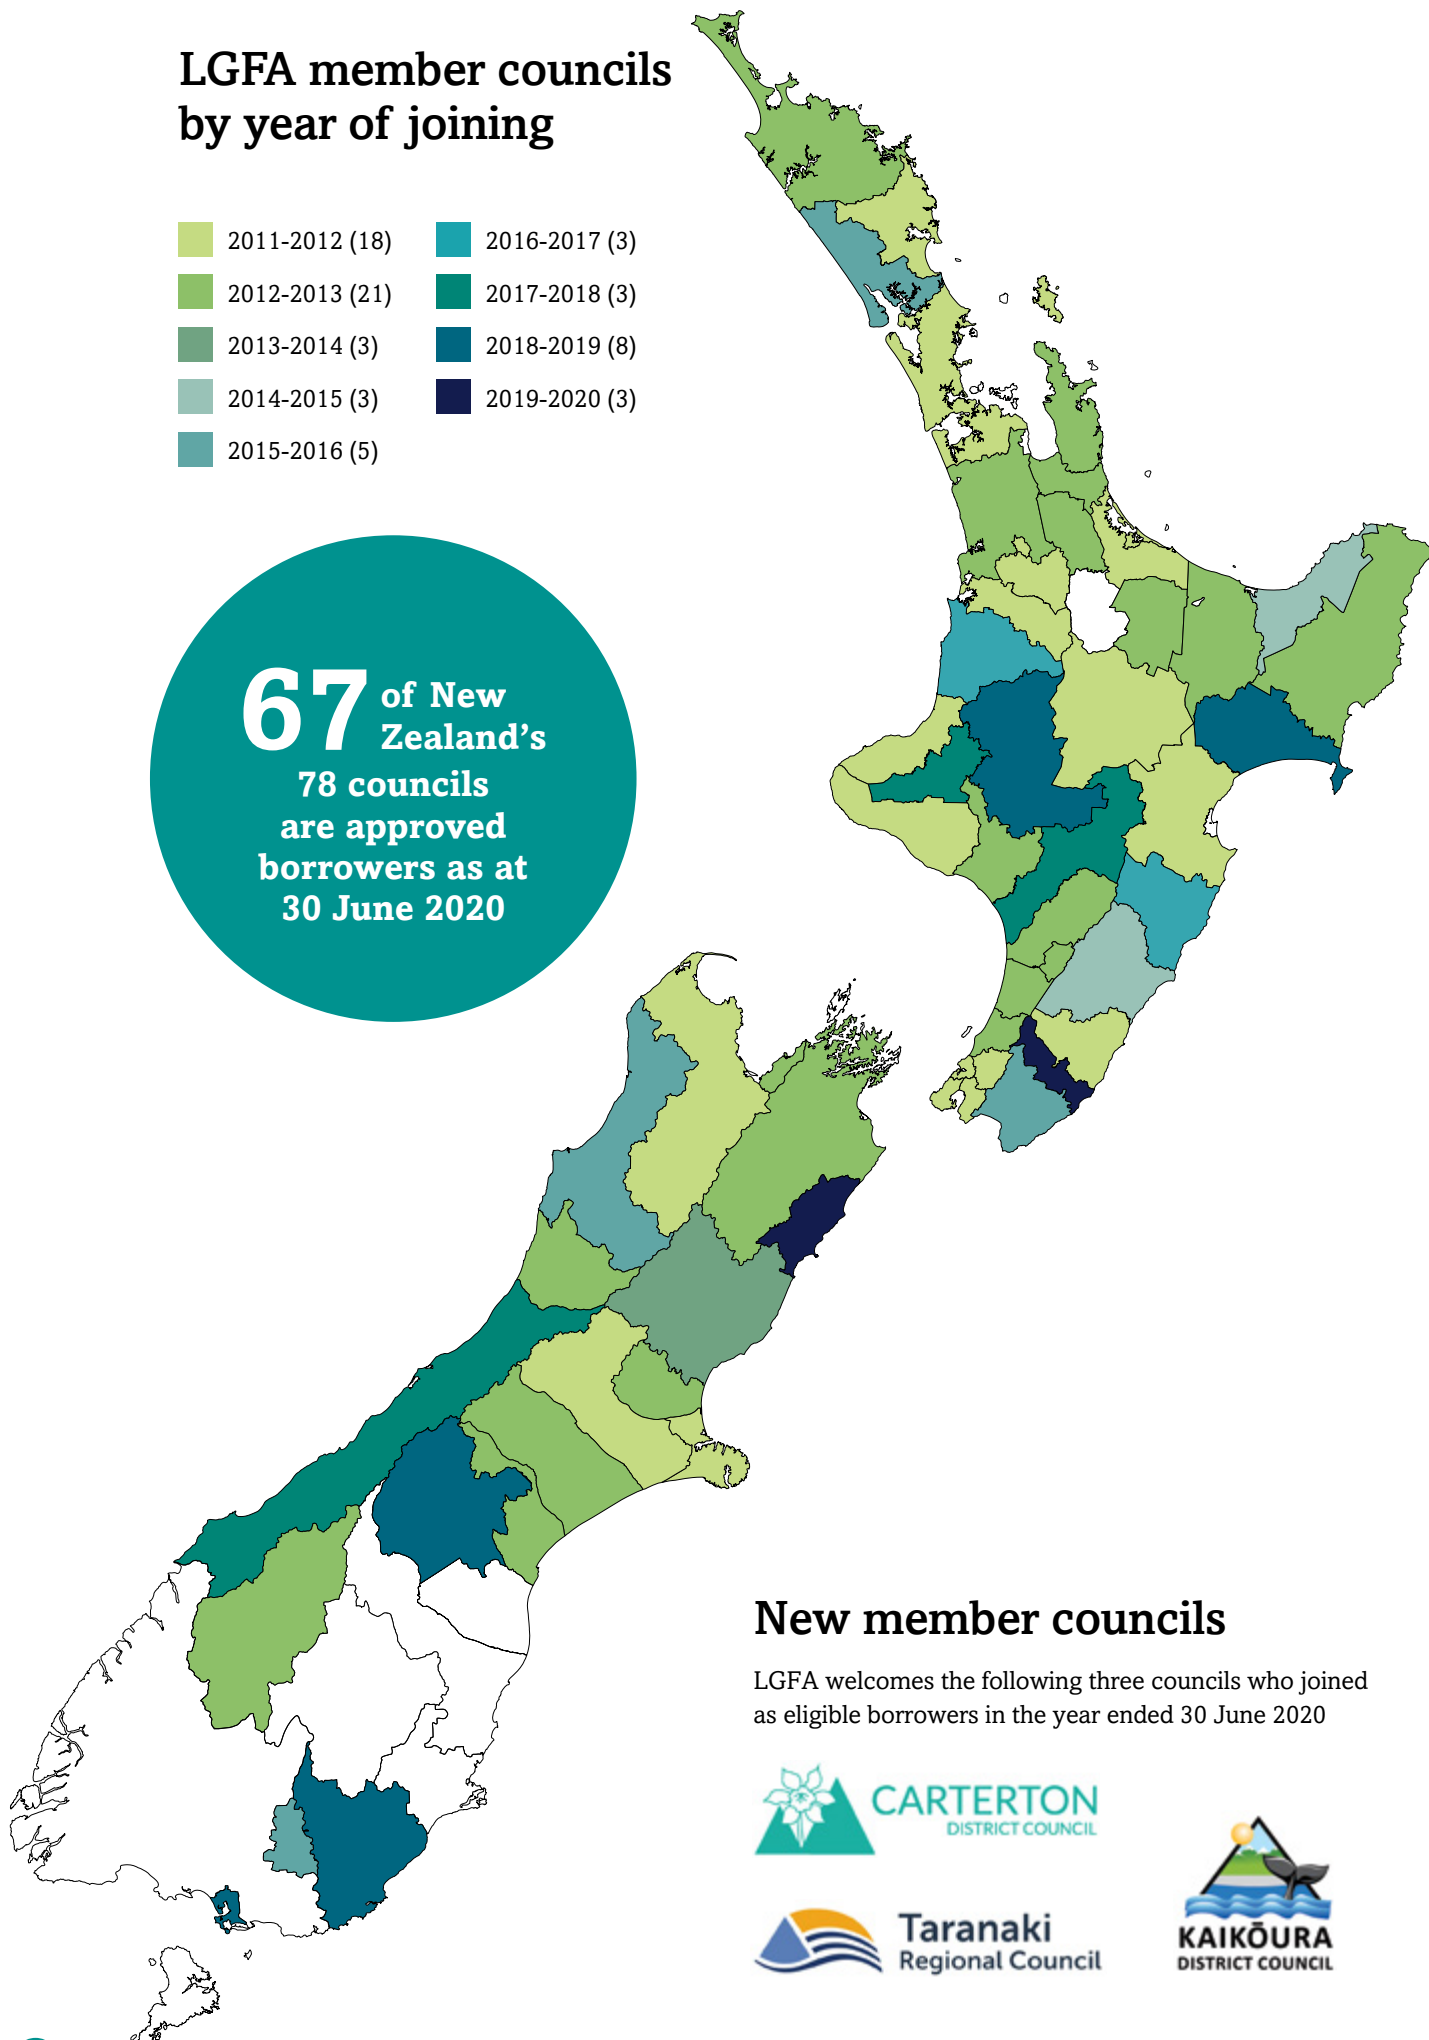 LGFA member councils
by year of joining
2011-2012 (18)
2012-2013 (21)
2013-2014 (3)
2014-2015 (3)
2015-2016 (5)
2016-2017 (3)
2017-2018 (3)
2018-2019 (8)
2019-2020 (3)
67 of New
Zealand's
78 councils
are approved
borrowers as at
30 June 2020
New member councils
LGFA welcomes the following three councils who joined
as eligible borrowers in the year ended 30 June 2020
CARTERTON
DISTRICT COUNCIL
Taranaki
Regional Council
KAIKŌURA
DISTRICT COUNCIL